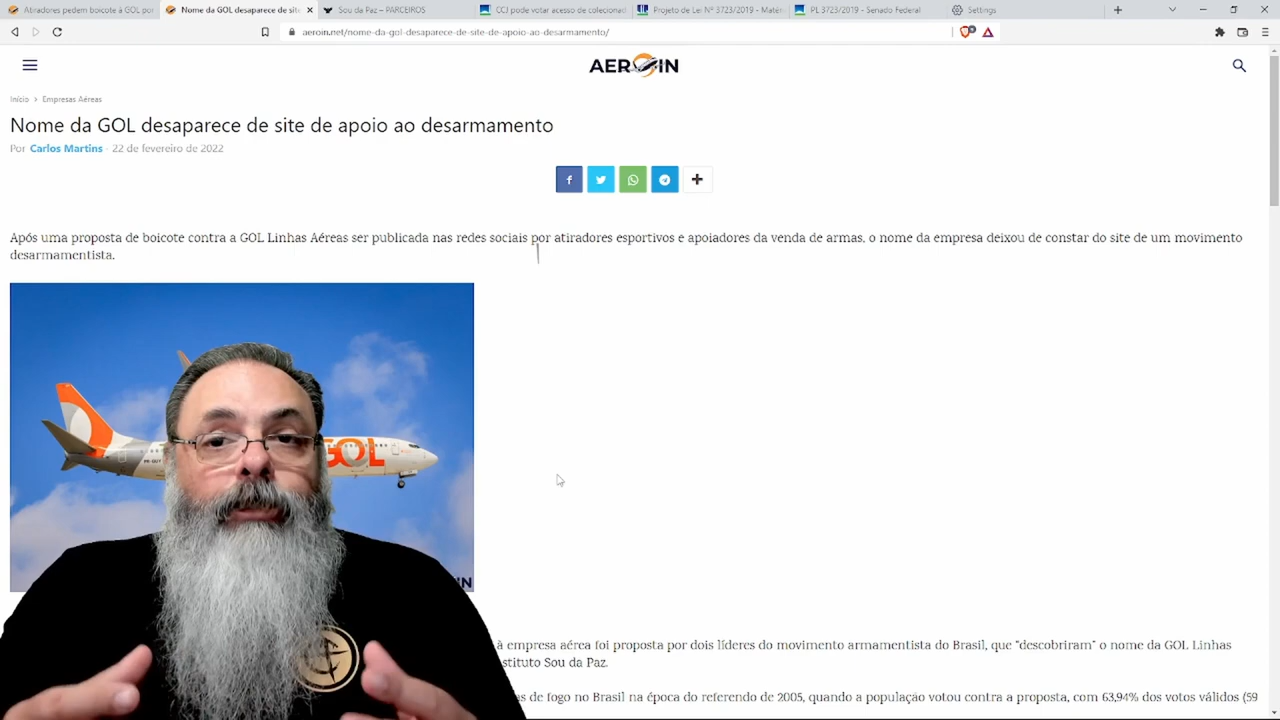 Atiradores pedem boicote à GOL por
Nome da GOL desaparece de site
Sou da Paz – PARCEIROS
CCJ pode votar acesso de colecionad
Projeto de Lei Nº 3723/2019 - Matéri
PL 3723/2019 - Senado Federal
Settings
aeroin.net/nome-da-gol-desaparece-de-site-de-apoio-ao-desarmamento/
AEROIN
Início > Empresas Aéreas
Nome da GOL desaparece de site de apoio ao desarmamento
Por Carlos Martins - 22 de fevereiro de 2022
Após uma proposta de boicote contra a GOL Linhas Aéreas ser publicada nas redes sociais por atiradores esportivos e apoiadores da venda de armas, o nome da empresa deixou de constar do site de um movimento
desarmamentista.
GOL
IN
à empresa aérea foi proposta por dois líderes do movimento armamentista do Brasil, que “descobriram” o nome da GOL Linhas
stituto Sou da Paz.
as de fogo no Brasil na época do referendo de 2005, quando a população votou contra a proposta, com 63,94% dos votos válidos (59